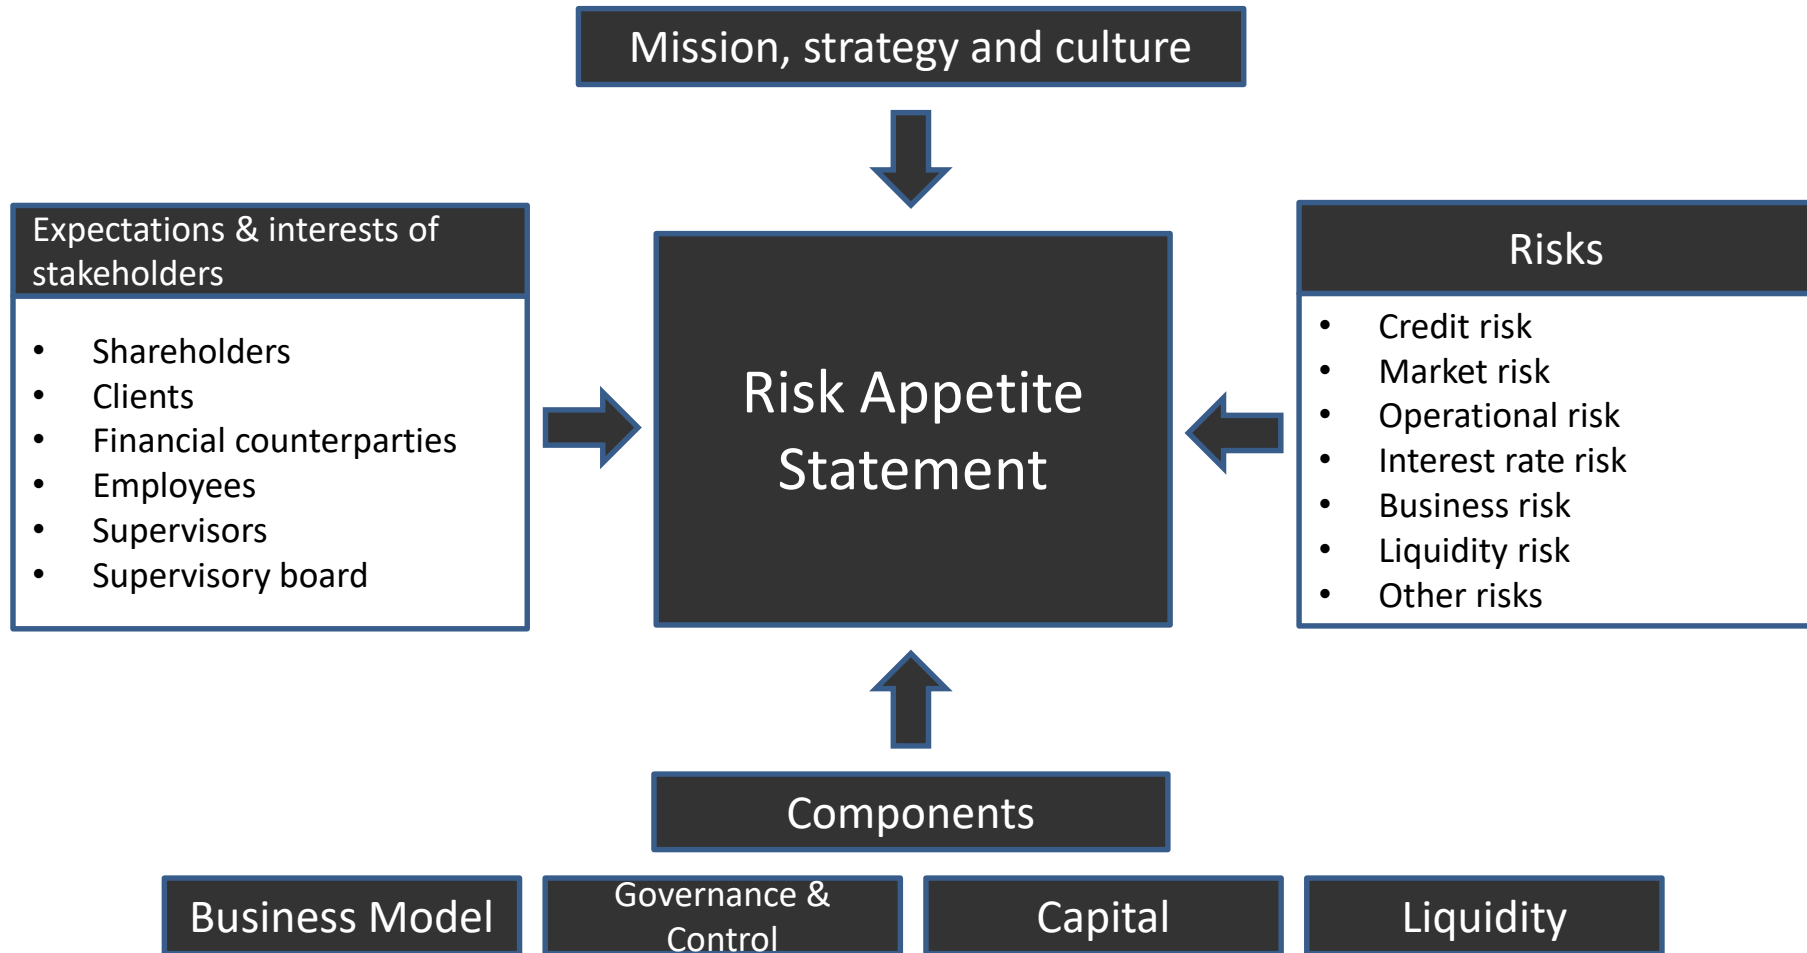 Mission, strategy and culture
Expectations & interests of
stakeholders
• Shareholders
• Clients
• Financial counterparties
• Employees
• Supervisors
• Supervisory board
Risk Appetite
Statement
Risks
• Credit risk
• Market risk
• Operational risk
• Interest rate risk
• Business risk
• Liquidity risk
• Other risks
Components
Business Model
Governance &
Control
Capital
Liquidity